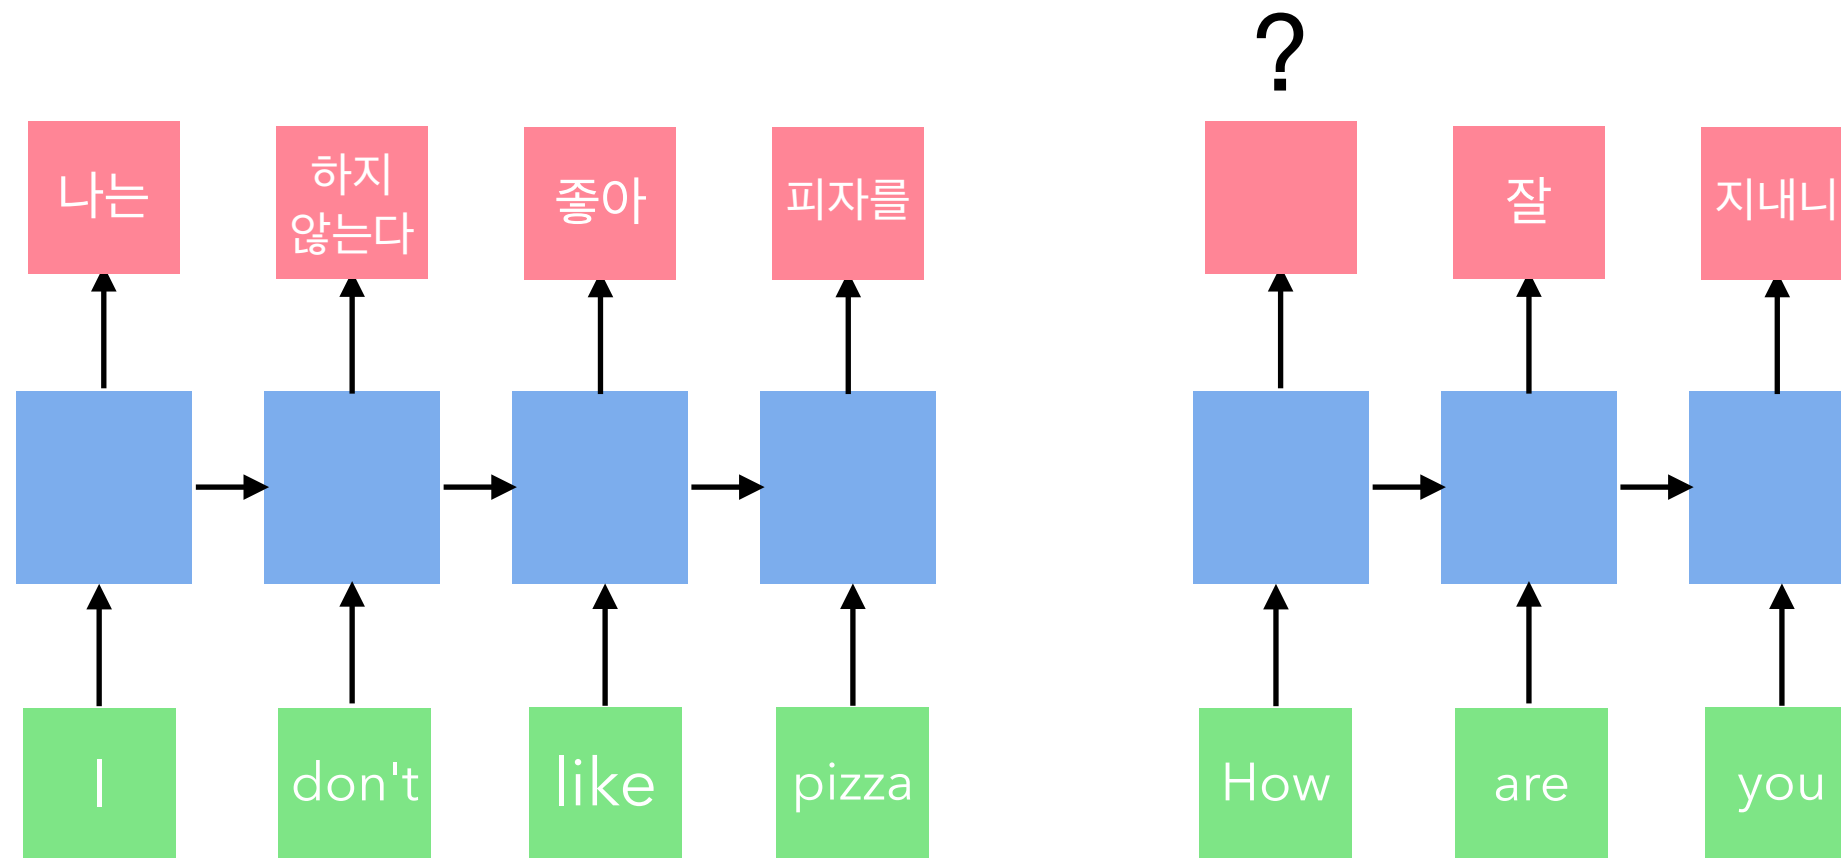 ?
나는
하지
않는다
좋아
피자를
잘
지내니
I
don't
like
pizza
How
are
you